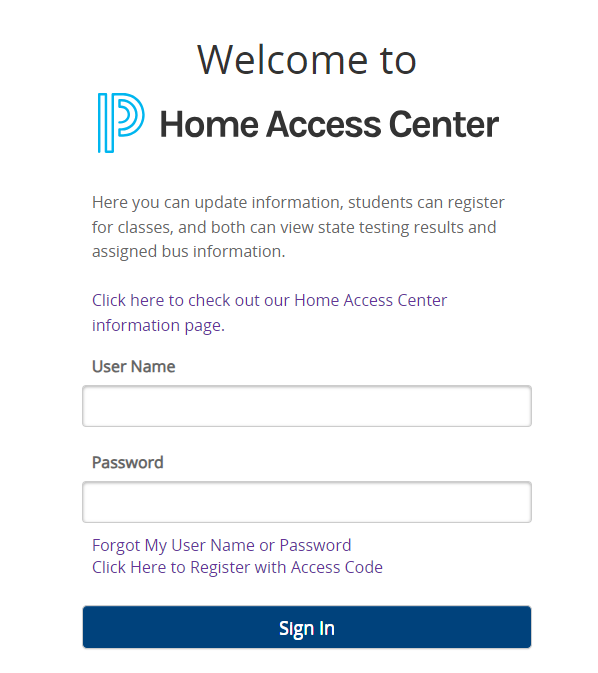 Welcome to
Home Access Center
Here you can update information, students can register
for classes, and both can view state testing results and
assigned bus information.
Click here to check out our Home Access Center
information page.
User Name
Password
Forgot My User Name or Password
Click Here to Register with Access Code
Sign In